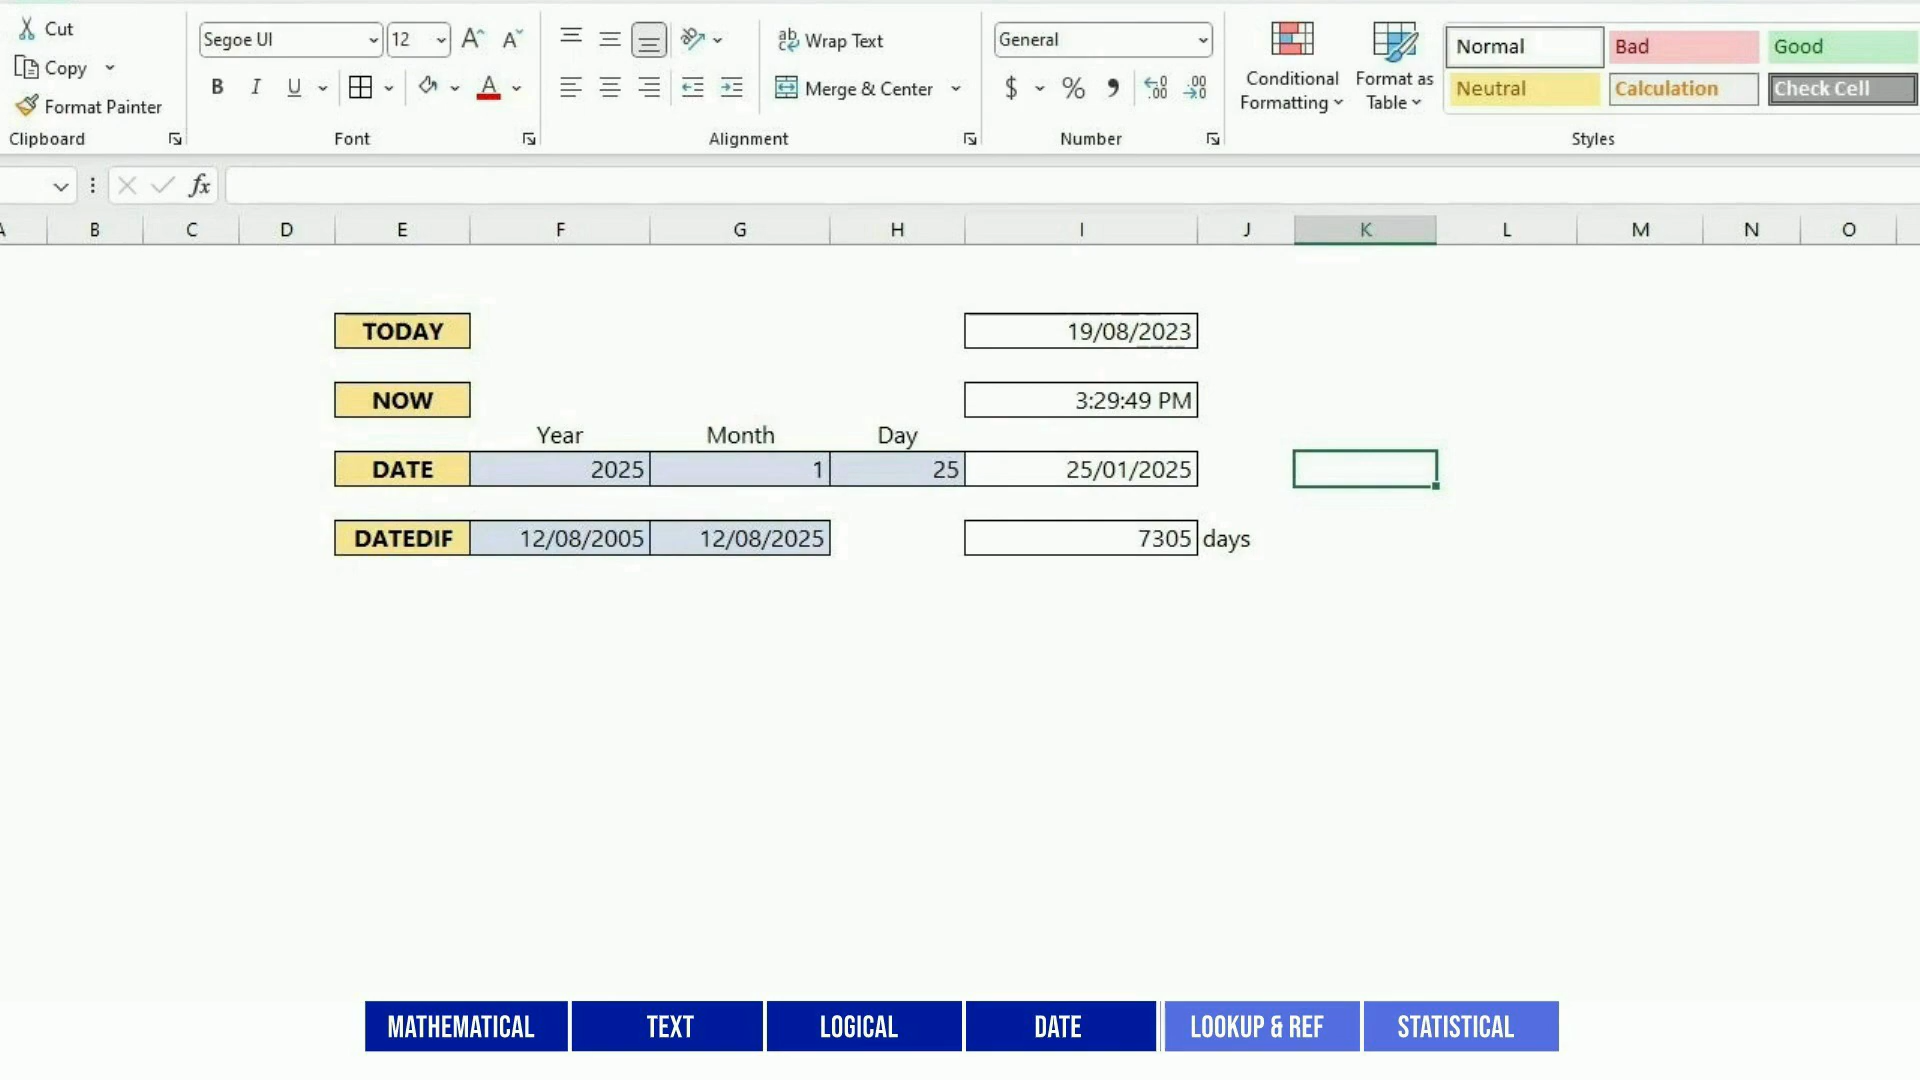 Cut
Copy
Format Painter
Clipboard
Segoe UI 12 A A
B I U A
Font
Wrap Text
Merge & Center
Alignment
General
$ % 9 .00 .00
Number
Conditional Formatting
Format as Table
Normal Bad Good
Neutral Calculation Check Cell
Styles
fx
A B C D E F G H I J K L M N O
TODAY 19/08/2023
NOW 3:29:49 PM
Year Month Day
DATE 2025 1 25 25/01/2025
DATEDIF 12/08/2005 12/08/2025 7305 days
MATHEMATICAL TEXT LOGICAL DATE LOOKUP & REF STATISTICAL